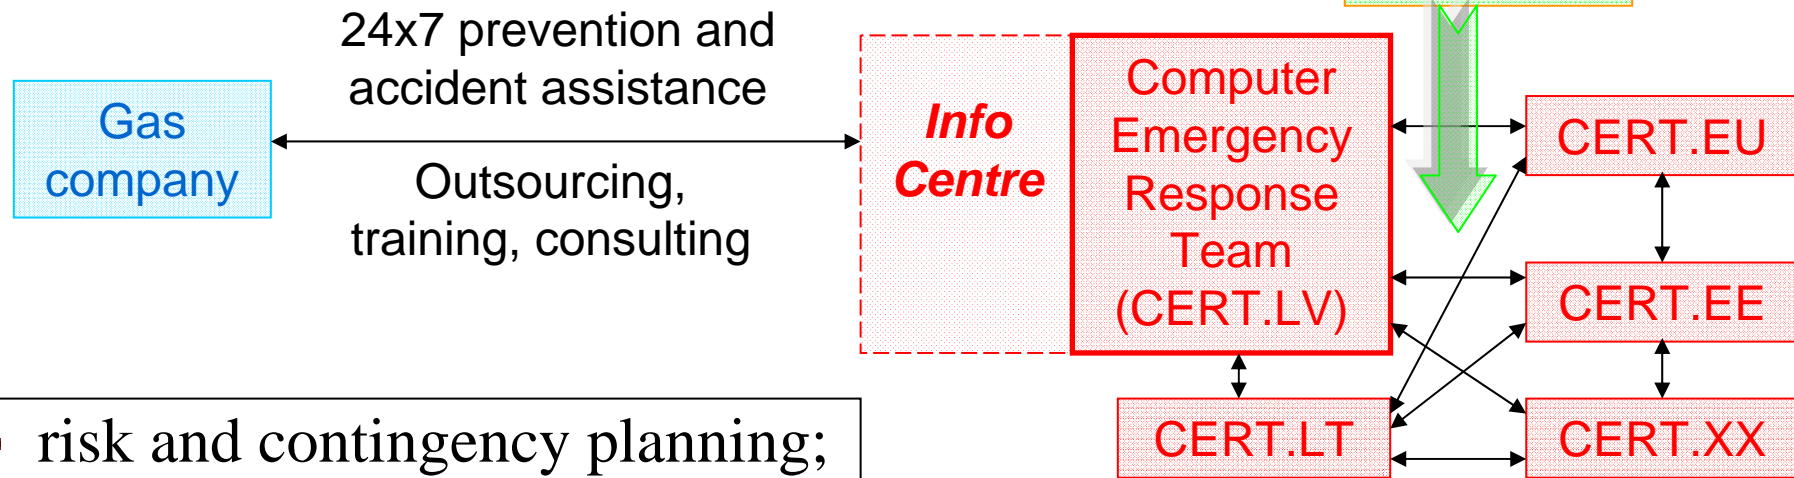 24x7 prevention and
accident assistance
Gas
company
Outsourcing,
training, consulting
Info
Centre
Computer
Emergency
Response
Team
(CERT.LV)
CERT.EU
CERT.EE
CERT.LT
CERT.XX
risk and contingency planning;